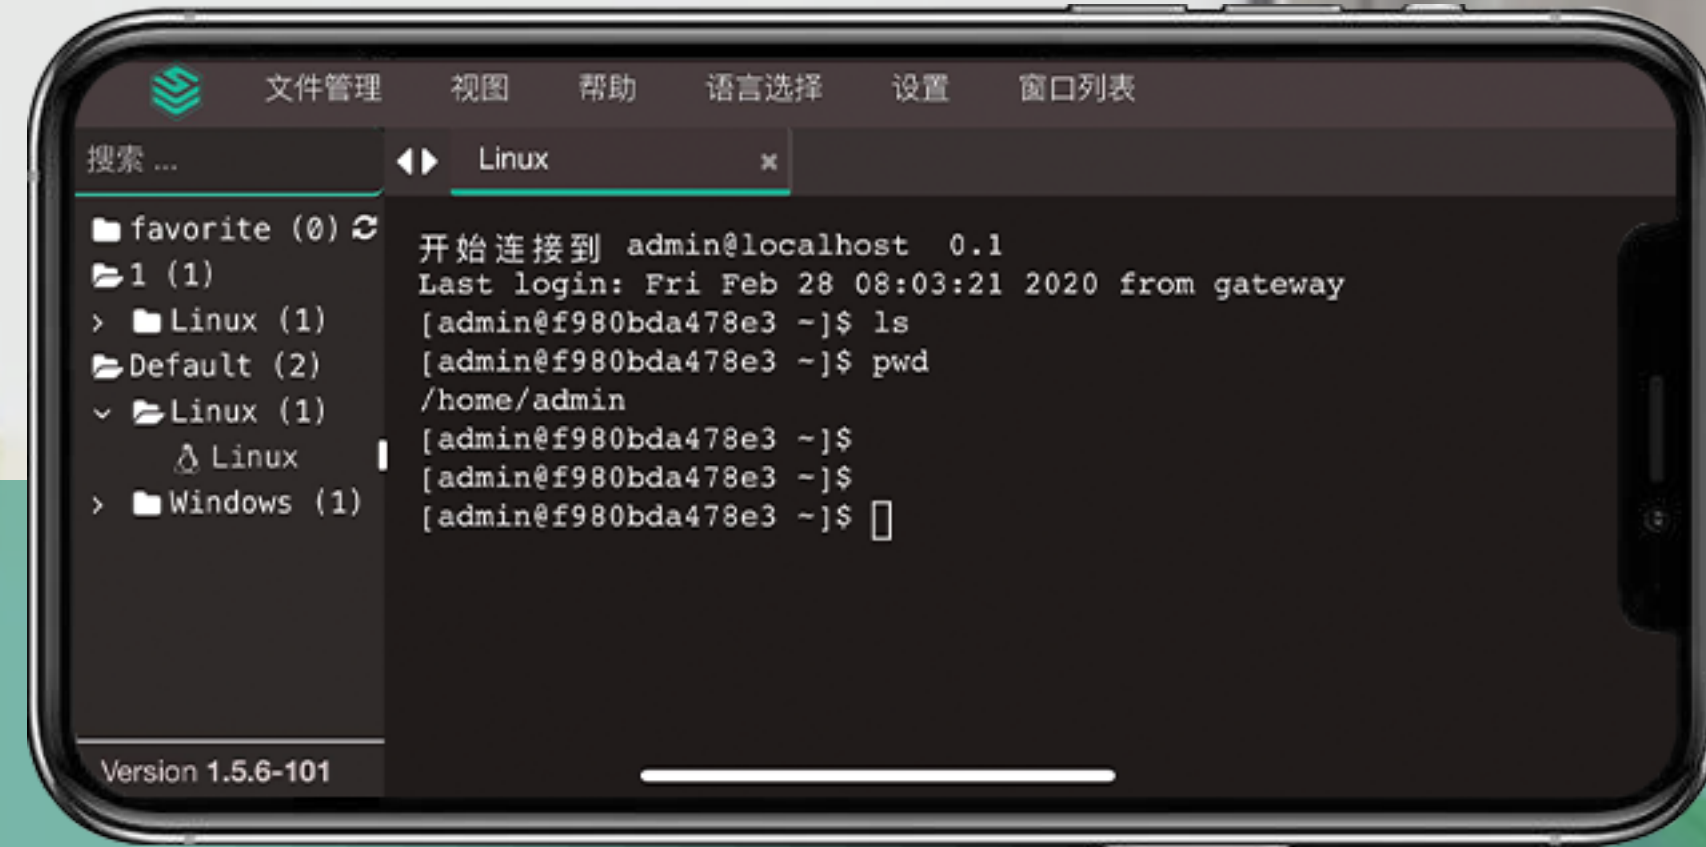 文件管理 视图 帮助 语言选择 设置 窗口列表
搜索 ...
Linux ×
favorite (0)
1 (1)
> Linux (1)
Default (2)
Linux (1)
Linux
> Windows (1)
Version 1.5.6-101
开始连接到 admin@localhost 0.1
Last login: Fri Feb 28 08:03:21 2020 from gateway
[admin@f980bda478e3 ~]$ ls
[admin@f980bda478e3 ~]$ pwd
/home/admin
[admin@f980bda478e3 ~]$
[admin@f980bda478e3 ~]$
[admin@f980bda478e3 ~]$